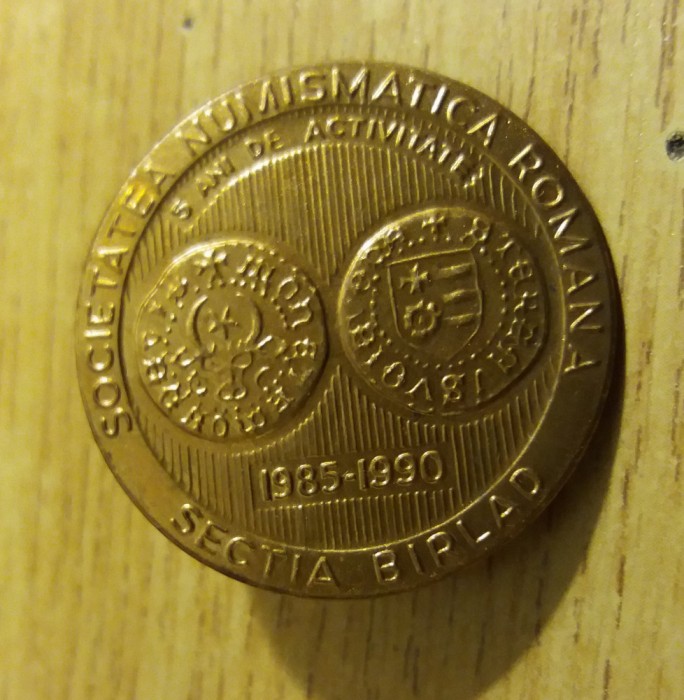 SOCIETATEA NUMISMATICA ROMANA
5 ANI DE ACTIVITATE
1985-1990
SECTIA BIRLAD